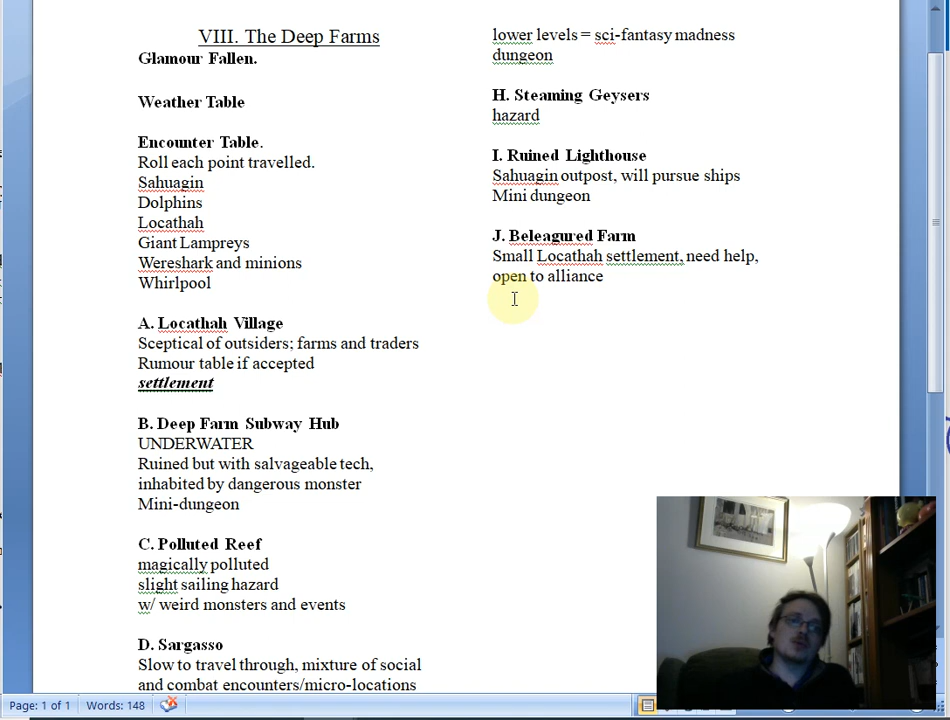 VIII. The Deep Farms
Glamour Fallen.
Weather Table
Encounter Table.
Roll each point travelled.
Sahuagin
Dolphins
Locathah
Giant Lampreys
Wereshark and minions
Whirlpool
A. Locathah Village
Sceptical of outsiders; farms and traders
Rumour table if accepted
settlement
B. Deep Farm Subway Hub
UNDERWATER
Ruined but with salvageable tech,
inhabited by dangerous monster
Mini-dungeon
C. Polluted Reef
magically polluted
slight sailing hazard
w/ weird monsters and events
D. Sargasso
Slow to travel through, mixture of social
and combat encounters/micro-locations
lower levels = sci-fantasy madness
dungeon
H. Steaming Geysers
hazard
I. Ruined Lighthouse
Sahuagin outpost, will pursue ships
Mini dungeon
J. Beleagured Farm
Small Locathah settlement, need help,
open to alliance
Page: 1 of 1
Words: 148